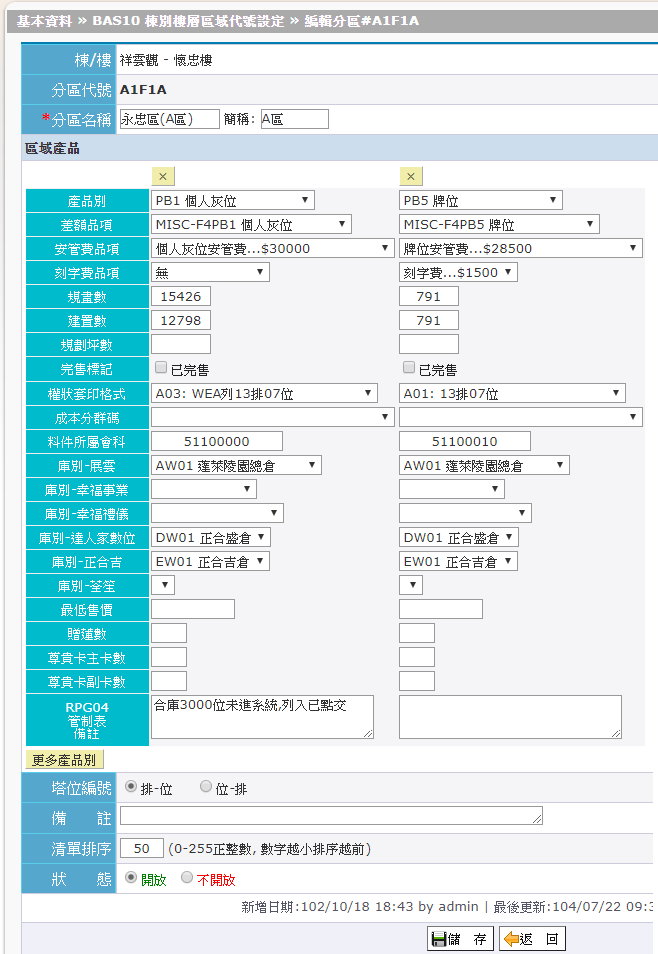 基本資料 » BAS10 棟別樓層區域代號設定 » 編輯分區#A1F1A
棟/樓 祥雲觀 - 懷忠樓
分區代號 A1F1A
*分區名稱 永忠區(A區) 簡稱: A區
區域產品
× ×
產品別 PB1 個人灰位 PB5 牌位
差額品項 MISC-F4PB1 個人灰位 MISC-F4PB5 牌位
安管費品項 個人灰位安管費...$30000 牌位安管費...$28500
刻字費品項 無 刻字費...$1500
規畫數 15426 791
建置數 12798 791
規劃坪數
完售標記 已完售 已完售
權狀套印格式 A03: WEA列13排07位 A01: 13排07位
成本分群碼
料件所屬會科 51100000 51100010
庫別-展雲 AW01 蓬萊陵園總倉 AW01 蓬萊陵園總倉
庫別-幸福事業
庫別-幸福禮儀
庫別-達人家數位 DW01 正合盛倉 DW01 正合盛倉
庫別-正合吉 EW01 正合吉倉 EW01 正合吉倉
庫別-荃笙
最低售價
贈蓮數
尊貴卡主卡數
尊貴卡副卡數
RPG04
管制表
備註
合庫3000位未進系統,列入已點交
更多產品別
塔位編號 排-位 位-排
備 註
清單排序 50 (0-255正整數, 數字越小排序越前)
狀 態 開放 不開放
新增日期:102/10/18 18:43 by admin | 最後更新:104/07/22 09:3
儲 存 返 回